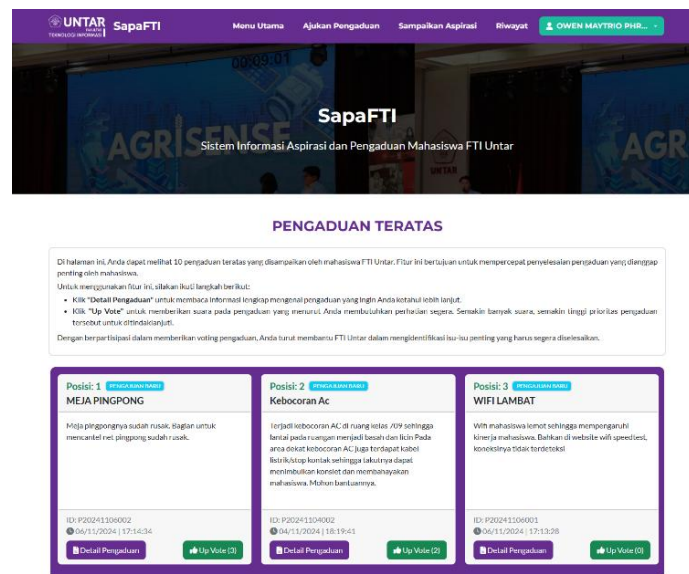 UNTAR
FAKULTAS
TEKNOLOGI INFORMASI
SapaFTI
Menu Utama
Ajukan Pengaduan
Sampaikan Aspirasi
Riwayat
OWEN MAYTRIO PHR...
00:09:01
AGRISENSE
AGR
UNTAR
SapaFTI
Sistem Informasi Aspirasi dan Pengaduan Mahasiswa FTI Untar
PENGADUAN TERATAS
Di halaman ini, Anda dapat melihat 10 pengaduan teratas yang disampaikan oleh mahasiswa FTI Untar. Fitur ini bertujuan untuk mempercepat penyelesaian pengaduan yang dianggap
penting oleh mahasiswa.
Untuk menggunakan fitur ini, silakan ikuti langkah berikut:
• Klik "Detail Pengaduan" untuk membaca informasi lengkap mengenai pengaduan yang ingin Anda ketahui lebih lanjut.
• Klik "Up Vote" untuk memberikan suara pada pengaduan yang menurut Anda membutuhkan perhatian segera. Semakin banyak suara, semakin tinggi prioritas pengaduan
tersebut untuk ditindaklanjuti.
Dengan berpartisipasi dalam memberikan voting pengaduan, Anda turut membantu FTI Untar dalam mengidentifikasi isu-isu penting yang harus segera diselesaikan.
Posisi: 1 PENGAJUAN BARU
MEJA PINGPONG
Meja pingpongnya sudah rusak. Bagian untuk
mencantel net pingpong sudah rusak.
ID: P20241106002
06/11/2024 | 17:14:34
Detail Pengaduan
Up Vote (3)
Posisi: 2 PENGAJUAN BARU
Kebocoran Ac
Terjadi kebocoran AC di ruang kelas 709 sehingga
lantai pada ruangan menjadi basah dan licin Pada
area dekat kebocoran AC juga terdapat kabel
listrik/stop kontak sehingga takutnya dapat
menimbulkan konslet dan membahayakan
mahasiswa. Mohon bantuannya.
ID: P20241104002
04/11/2024 | 18:19:41
Detail Pengaduan
Up Vote (2)
Posisi: 3 PENGAJUAN BARU
WIFI LAMBAT
Wifi mahasiswa lemot sehingga mempengaruhi
kinerja mahasiswa. Bahkan di website wifi speedtest,
koneksinya tidak terdeteksi
ID: P20241106001
06/11/2024 | 17:13:28
Detail Pengaduan
Up Vote (0)